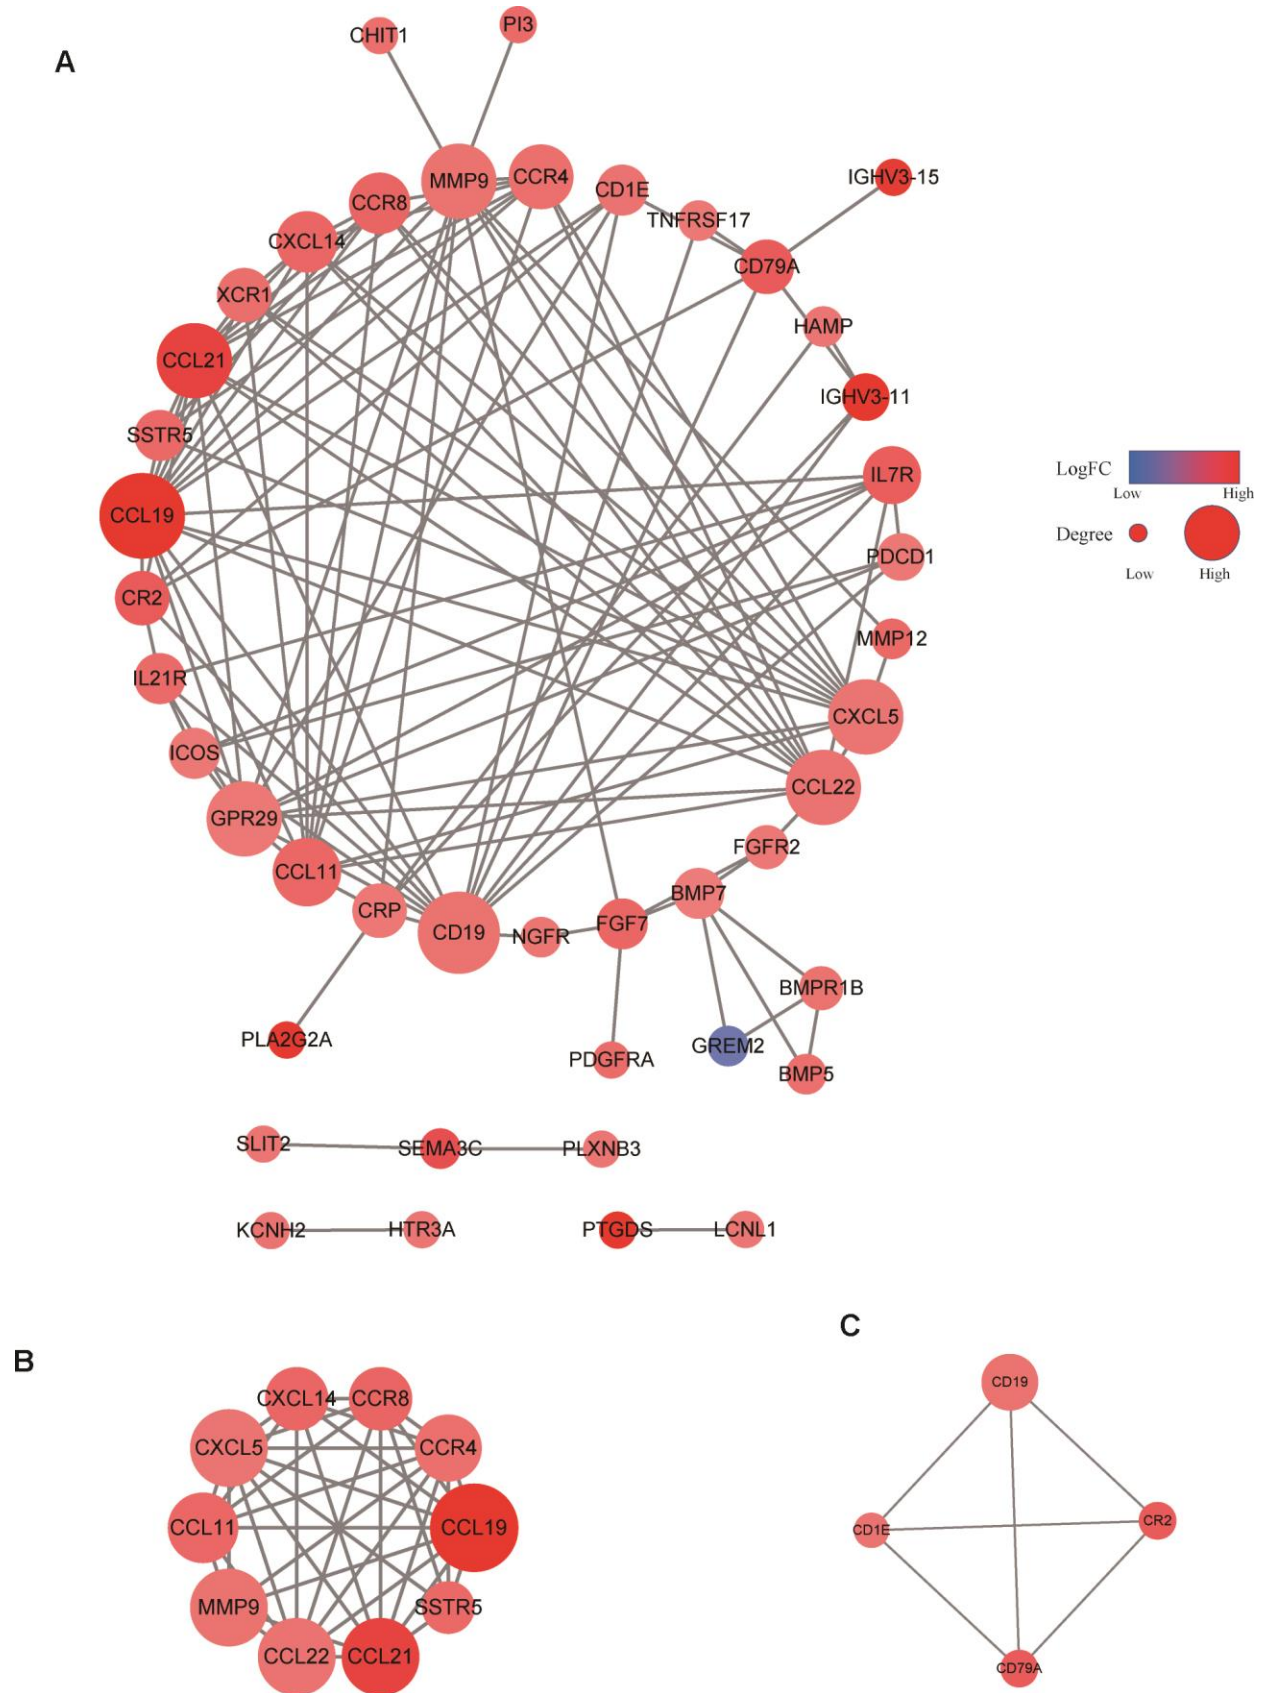 A
CHIT1
PI3
MMP9
CCR4
CCR8
CD1E
IGHV3-15
TNFRSF17
CXCL14
CD79A
XCR1
HAMP
CCL21
IGHV3-11
SSTR5
IL7R
LogFC
Low
High
CCL19
PDCD1
Degree
Low
High
CR2
MMP12
IL21R
CXCL5
ICOS
CCL22
GPR29
FGFR2
CCL11
BMP7
CRP
CD19
NGFR
FGF7
BMPR1B
PLA2G2A
PDGFRA
GREM2
BMP5
SLIT2
SEMA3C
PLXNB3
KCNH2
HTR3A
PTGDS
LCNL1
B
CXCL14
CCR8
CXCL5
CCR4
CCL11
CCL19
MMP9
SSTR5
CCL22
CCL21
C
CD19
CD1E
CR2
CD79A